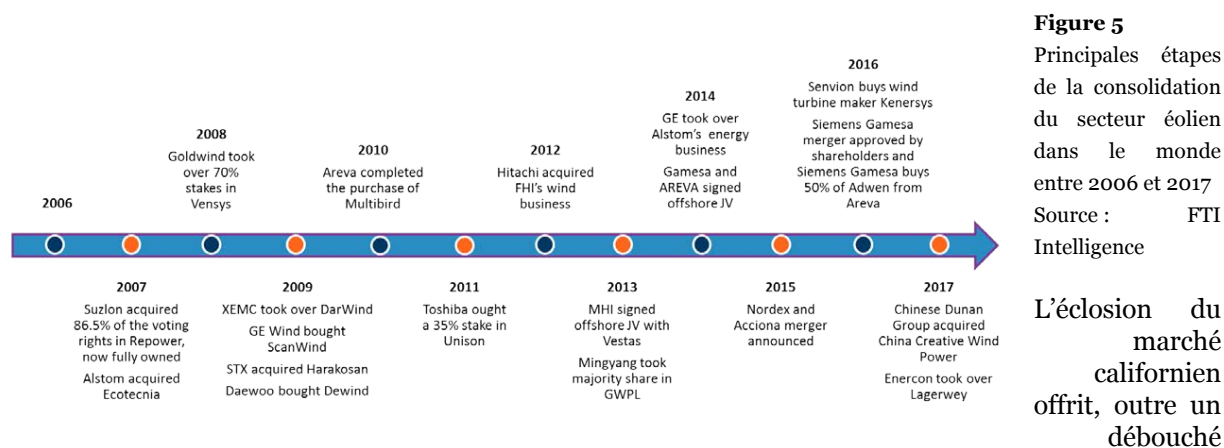 2006
2008
Goldwind took
over 70%
stakes in
Vensys
2010
Areva completed
the purchase of
Multibird
2012
Hitachi acquired
FHI's wind
business
2014
GE took over
Alstom's energy
business
Gamesa and
AREVA signed
offshore JV
2016
Senvion buys wind
turbine maker Kenersys
Siemens Gamesa
merger approved by
shareholders and
Siemens Gamesa buys
50% of Adwen from
Areva
2007
Suzlon acquired
86.5% of the voting
rights in Repower,
now fully owned
Alstom acquired
Ecotecnia
2009
XEMC took over DarWind
GE Wind bought
ScanWind
STX acquired Harakosan
Daewoo bought Dewind
2011
Toshiba ought
a 35% stake in
Unison
2013
MHI signed
offshore JV with
Vestas
Mingyang took
majority share in
GWPL
2015
Nordex and
Acciona merger
announced
2017
Chinese Dunan
Group acquired
China Creative Wind
Power
Enercon took over
Lagerwey
Figure 5
Principales étapes
de la consolidation
du secteur éolien
dans le monde
entre 2006 et 2017
Source : FTI
Intelligence
L'éclosion du
marché
californien
offrit, outre un
débouché